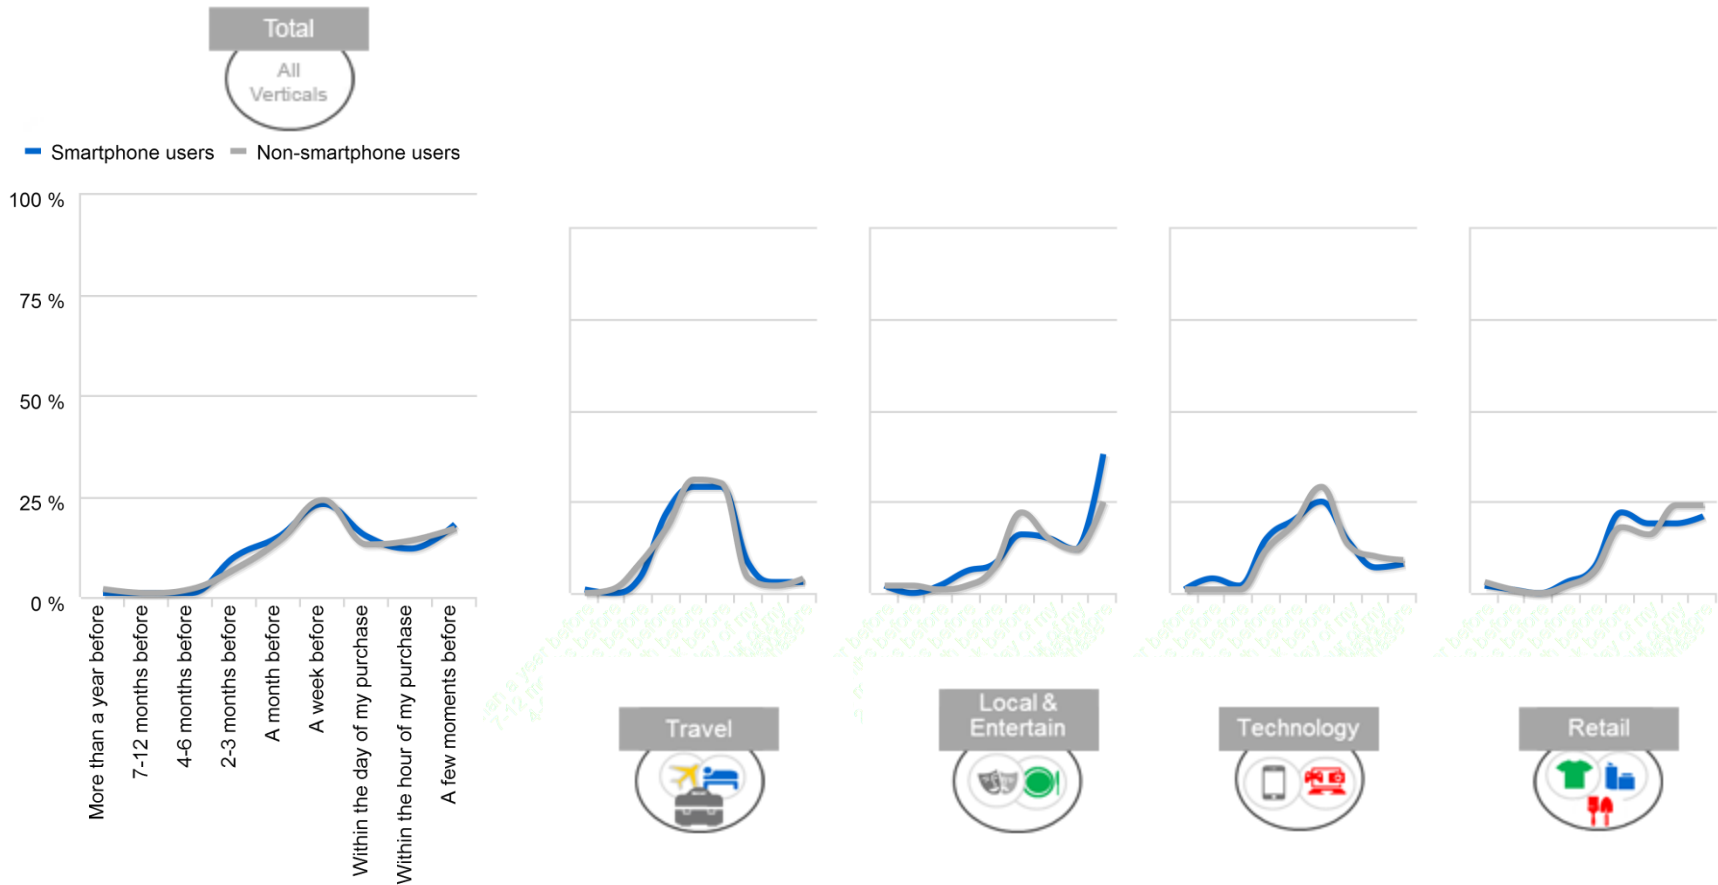 Total
All
Verticals
Smartphone users
Non-smartphone users
100 %
75 %
50 %
25 %
0 %
More than a year before
7-12 months before
4-6 months before
2-3 months before
A month before
A week before
Within the day of my purchase
Within the hour of my purchase
A few moments before
Travel
Local &
Entertain
Technology
Retail